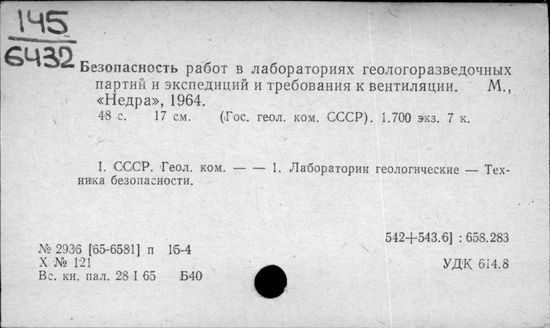 145
6432
Безопасность работ в лабораториях геологоразведочных
партий и экспедиций и требования к вентиляции. М.,
«Недра», 1964.
48 с. 17 см. (Гос. геол. ком. СССР). 1.700 экз. 7 к.
I. СССР. Геол. ком. — — 1. Лаборатории геологические — Тех-
ника безопасности.
542+543.6] : 658.283
№ 2936 [65-6581] п 16-4
X № 121
УДК 614.8
Вс. кн. пал. 28 I 65 Б40